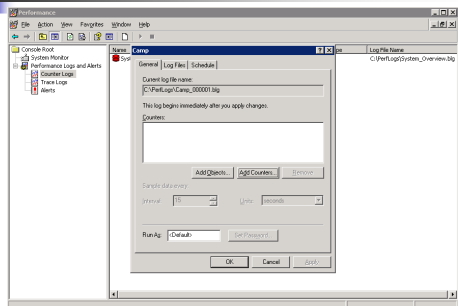 Performance
File Action View Favorites Window Help
Console Root
System Monitor
Performance Logs and Alerts
Counter Logs
Trace Logs
Alerts
Name
Log File Name
C:\PerfLogs\System_Overview.blg
Camp
General Log Files Schedule
Current log file name:
C:\PerfLogs\Camp_000001.blg
This log begins immediately after you apply changes.
Counters:
Add Objects... Add Counters... Remove
Sample data every:
Interval: 15 Units: seconds
Run As: <Default> Set Password...
OK Cancel Apply